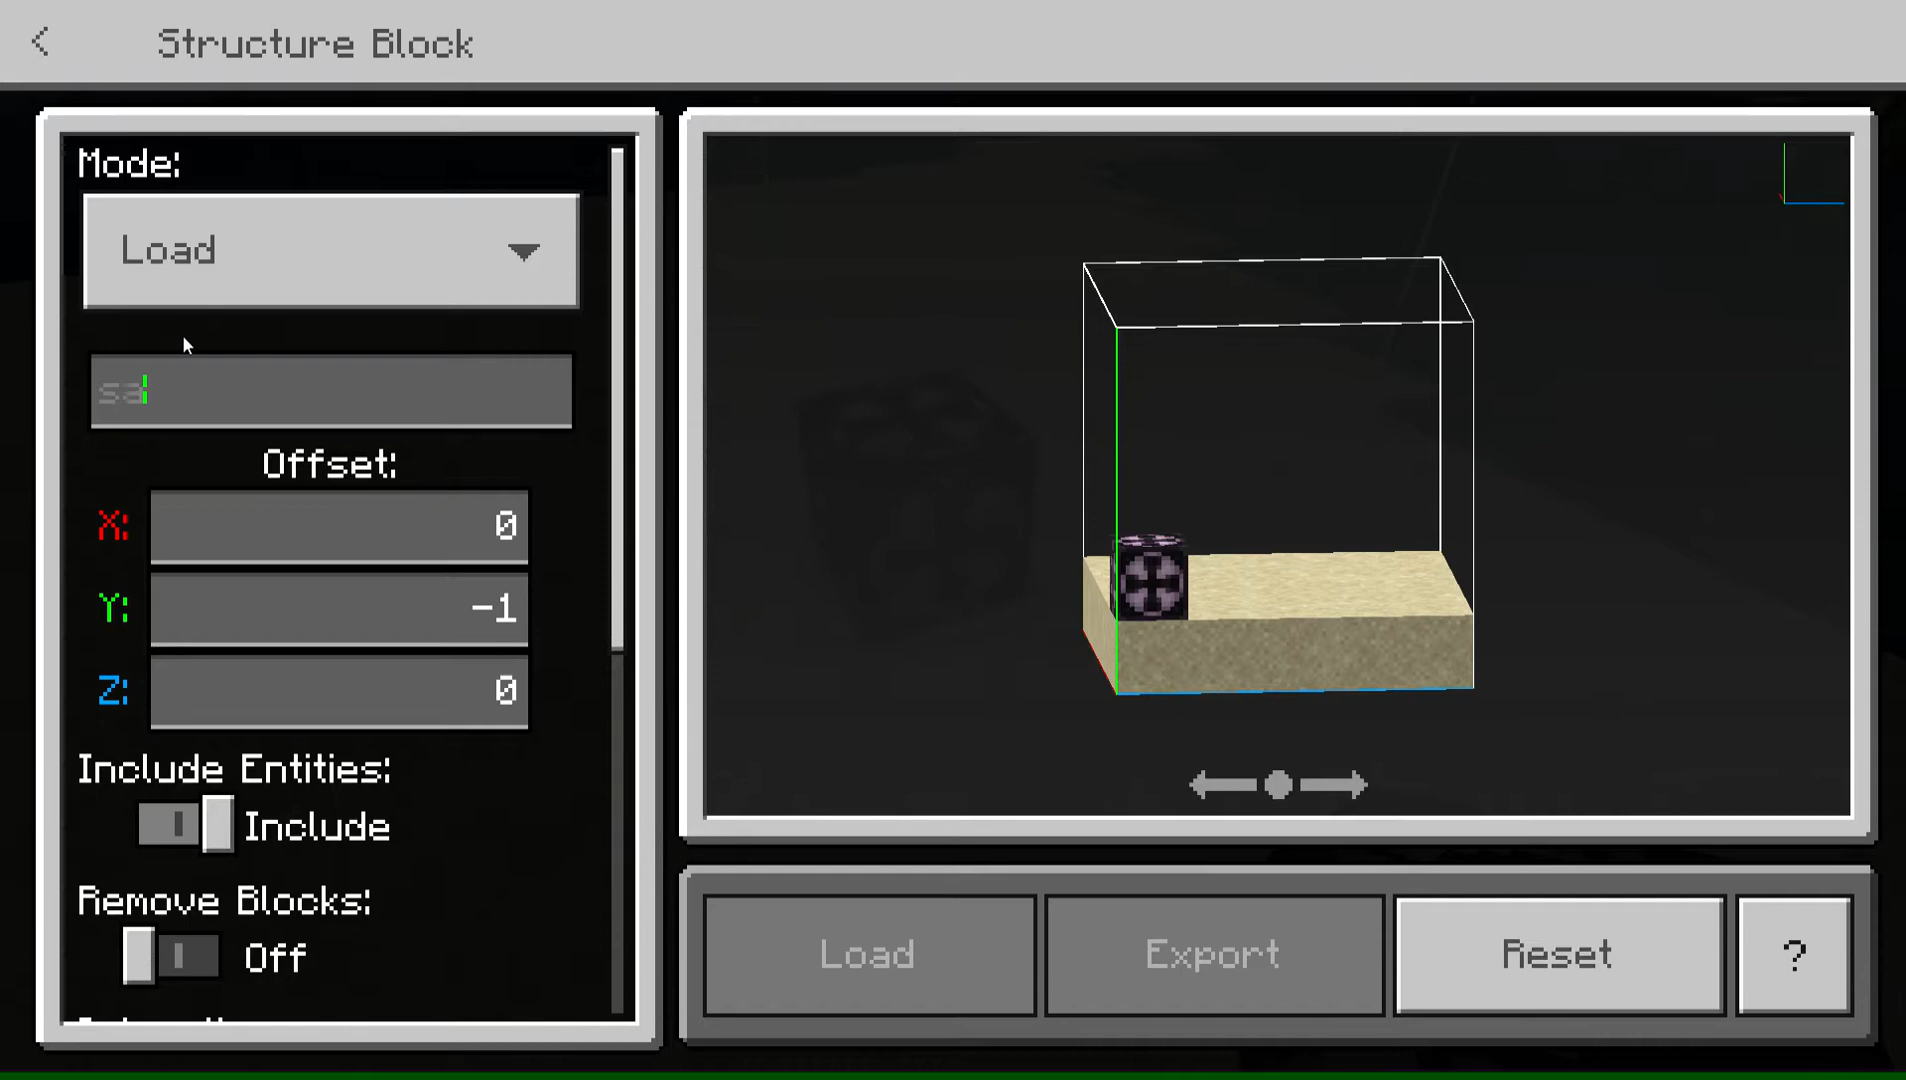 Structure Block
Mode:
Load
sa
Offset:
X: 0
Y: -1
Z: 0
Include Entities:
Include
Remove Blocks:
Off
Load
Export
Reset
?